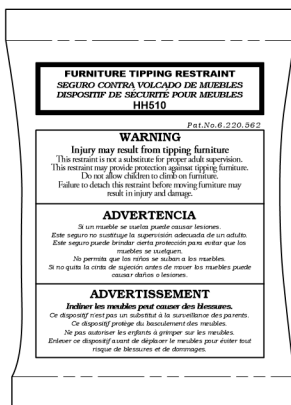 FURNITURE TIPPING RESTRAINT
SEGURO CONTRA VOLCADO DE MUEBLES
DISPOSITIF DE SÉCURITÉ POUR MEUBLES
HH510
Pat.No.6.220.562
WARNING
Injury may result from tipping furniture
This restraint is not a substitute for proper adult supervision.
This restraint may provide protection againsat tipping furniture.
Do not allow children to climb on furniture.
Failure to detach this restraint before moving furniture may
result in injury and damage.
ADVERTENCIA
Si un mueble se suelas puede causar lesiones.
Este seguro no sustituye la supervisión adecuada de un adulto.
Este seguro puede brindar cierta protección para evitar que los
muebles se vuelquen.
No permita que los niños se suban a los muebles.
Si no quita la cinta de sujeción antes de mover los muebles puede
causar daños o lesiones.
ADVERTISSEMENT
Indiner les meubles peut causer des blessures.
Ce dispositif n'est pas un substitut à la surveillance des parents.
Ce dispositif protége du basculement des meubles.
Ne pas autoriser les enfants à grimper sur les meubles.
Enlever ce dispositif avant de déplacer le meubles pour éviter tout
risque de blessures et de dommages.